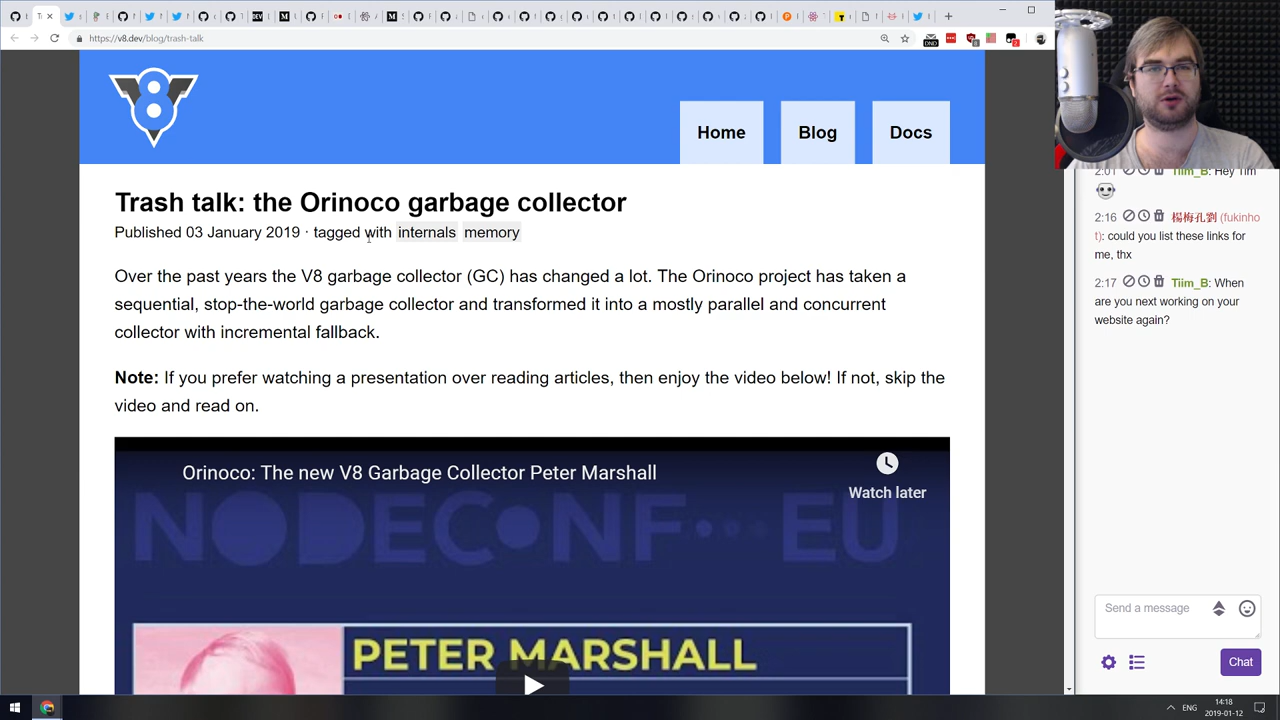 https://v8.dev/blog/trash-talk
DND
8
2
Home
Blog
Docs
Trash talk: the Orinoco garbage collector
Published 03 January 2019 · tagged with internals memory
Over the past years the V8 garbage collector (GC) has changed a lot. The Orinoco project has taken a
sequential, stop-the-world garbage collector and transformed it into a mostly parallel and concurrent
collector with incremental fallback.
Note: If you prefer watching a presentation over reading articles, then enjoy the video below! If not, skip the
video and read on.
Orinoco: The new V8 Garbage Collector Peter Marshall
Watch later
NODECONF EU
PETER MARSHALL
2:01 Tiim_B: Hey Tim
2:16 楊梅孔劉 (fukinho
t): could you list these links for
me, thx
2:17 Tiim_B: When
are you next working on your
website again?
Send a message
Chat
ENG
14:18
2019-01-12